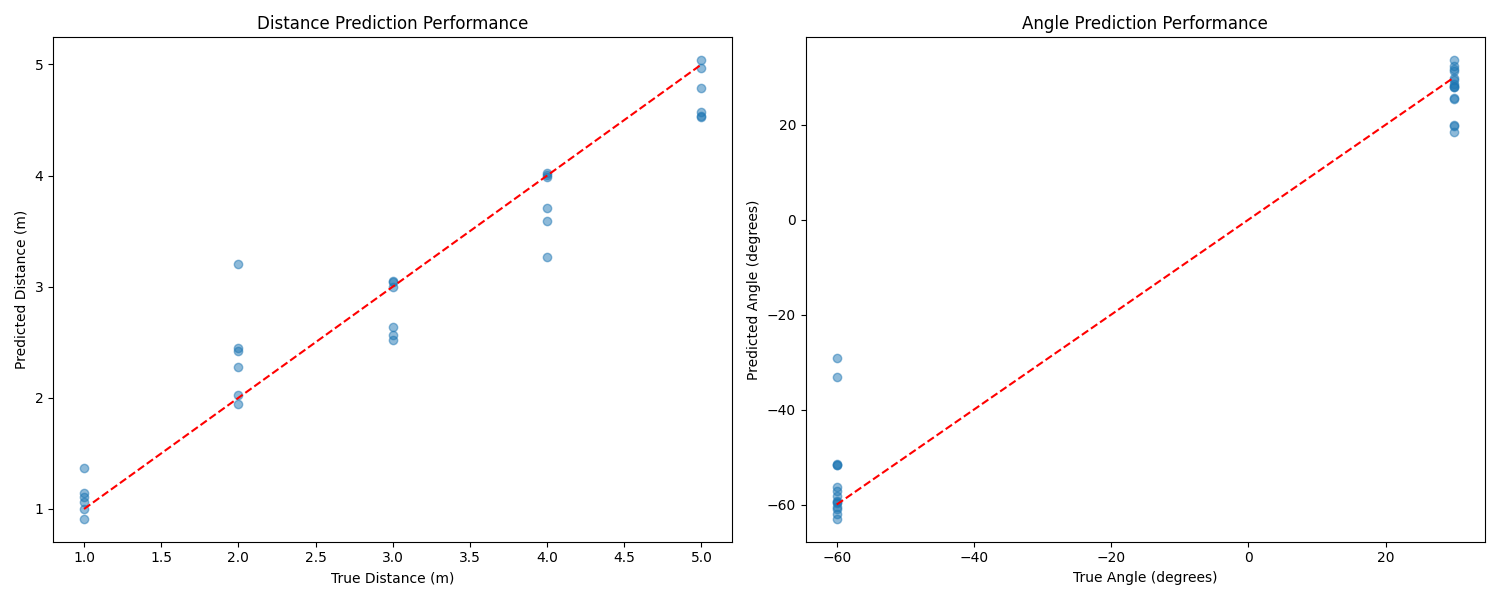 Distance Prediction Performance
5
4
3
2
1
Predicted Distance (m)
1.0 1.5 2.0 2.5 3.0 3.5 4.0 4.5 5.0
True Distance (m)
Angle Prediction Performance
20
0
−20
−40
−60
Predicted Angle (degrees)
−60 −40 −20 0 20
True Angle (degrees)